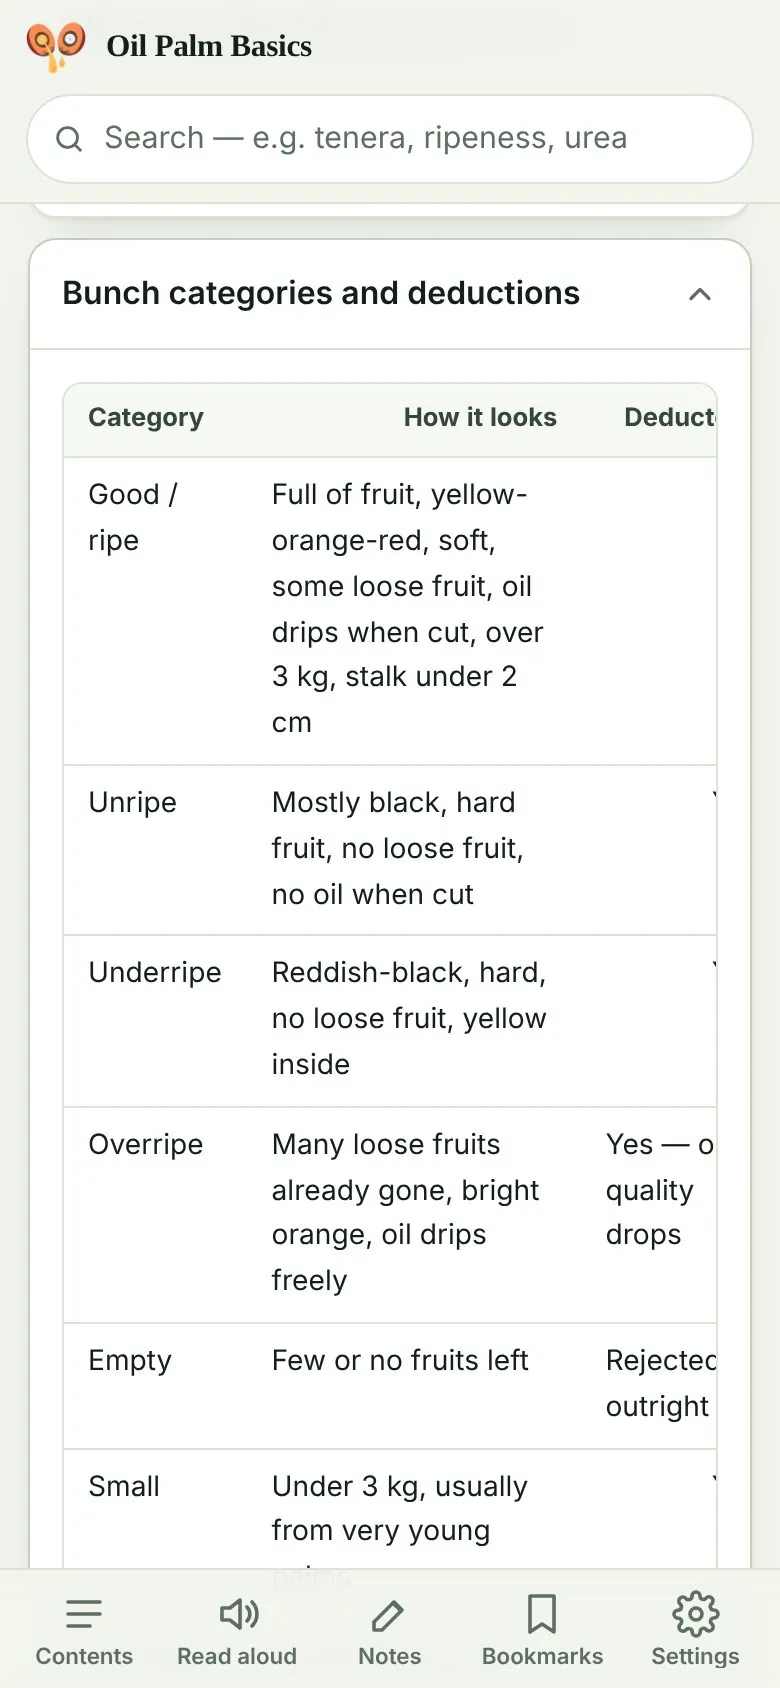 Oil Palm Basics
Search — e.g. tenera, ripeness, urea
Bunch categories and deductions
Category How it looks
Good / ripe
Full of fruit, yellow-
orange-red, soft,
some loose fruit, oil
drips when cut, over
3 kg, stalk under 2
cm
Unripe
Mostly black, hard
fruit, no loose fruit,
no oil when cut
Underripe
Reddish-black, hard,
no loose fruit, yellow
inside
Overripe
Many loose fruits
already gone, bright
orange, oil drips
freely
Yes —
quality
drops
Empty
Few or no fruits left
Rejected
outright
Small
Under 3 kg, usually
from very young
palms
Contents Read aloud Notes Bookmarks Settings